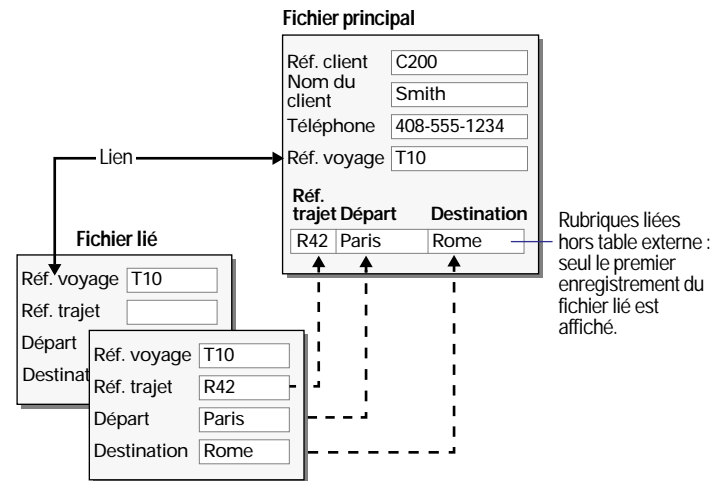 Fichier principal
Réf. client C200
Nom du
client Smith
Téléphone 408-555-1234
Réf. voyage T10
Lien
Réf.
trajet Départ Destination
R42 Paris Rome
Rubriques liées
hors table externe :
seul le premier
enregistrement du
fichier lié est
affiché.
Fichier lié
Réf. voyage T10
Réf. trajet
Départ
Destinat
Réf. voyage T10
Réf. trajet R42
Départ Paris
Destination Rome